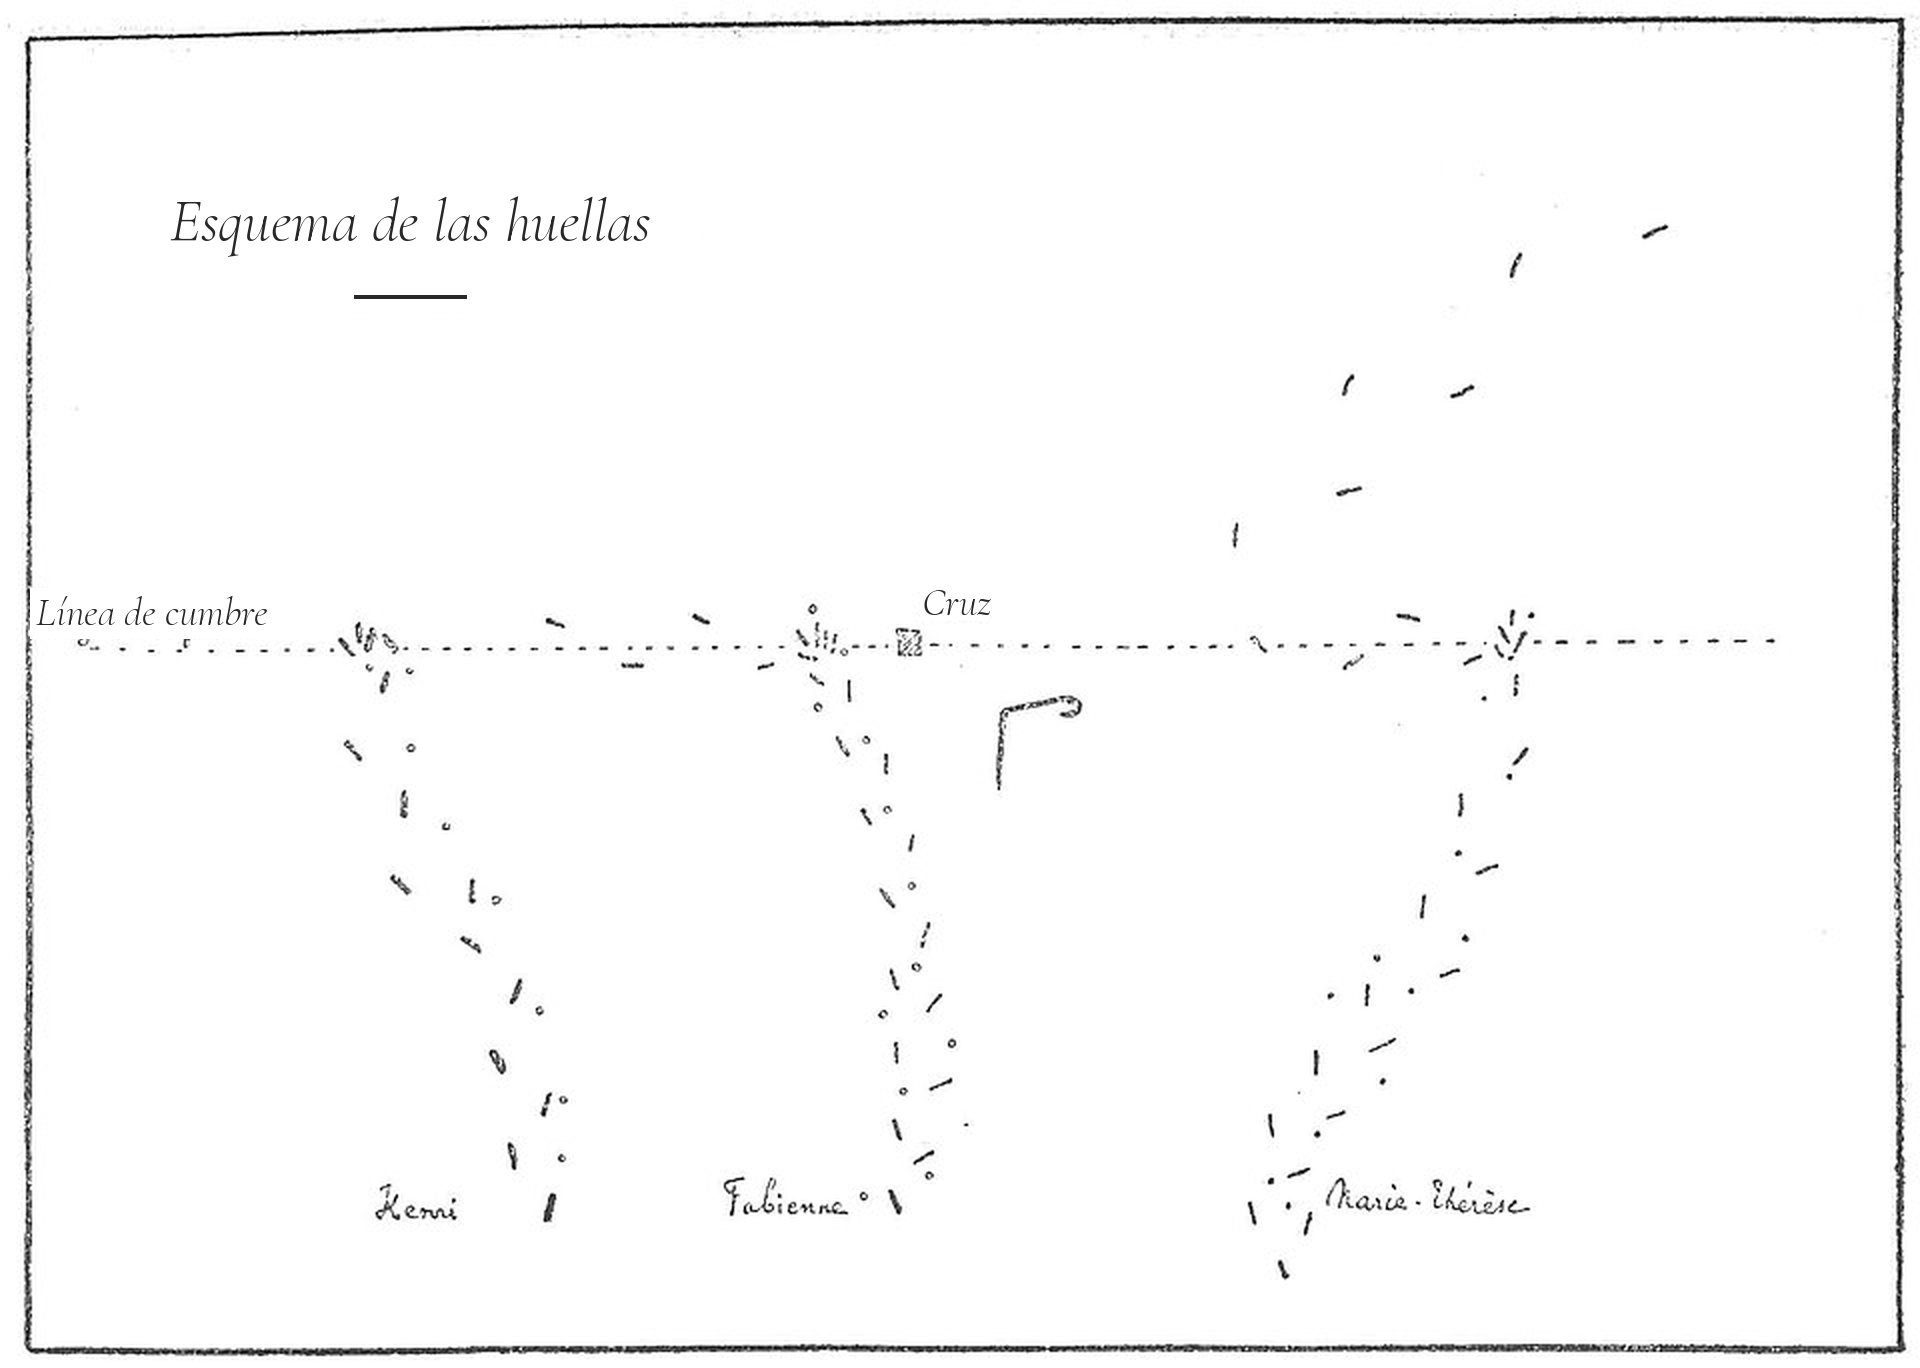 Esquema de las huellas
Línea de cumbre
Cruz
Henri
Fabienne
Marie-Thérèse